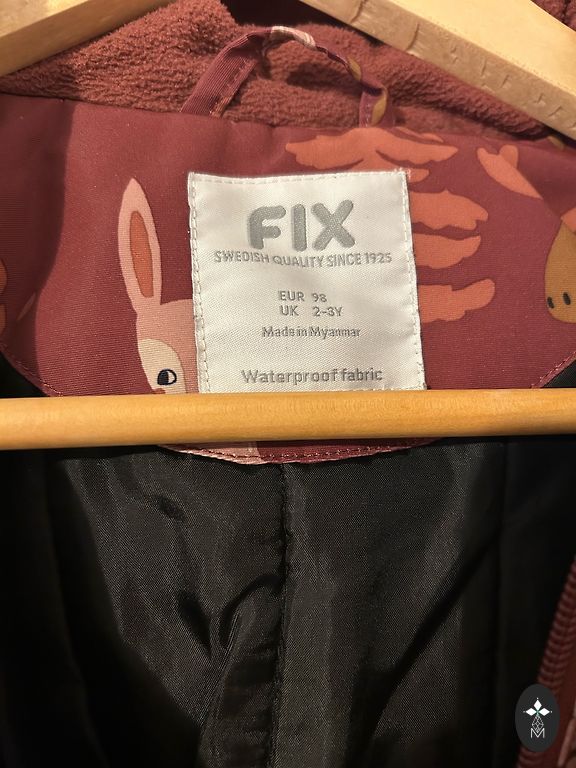 FIX
SWEDISH QUALITY SINCE 1925
EUR 98
UK 2-3Y
Made in Myanmar
Waterproof fabric
M